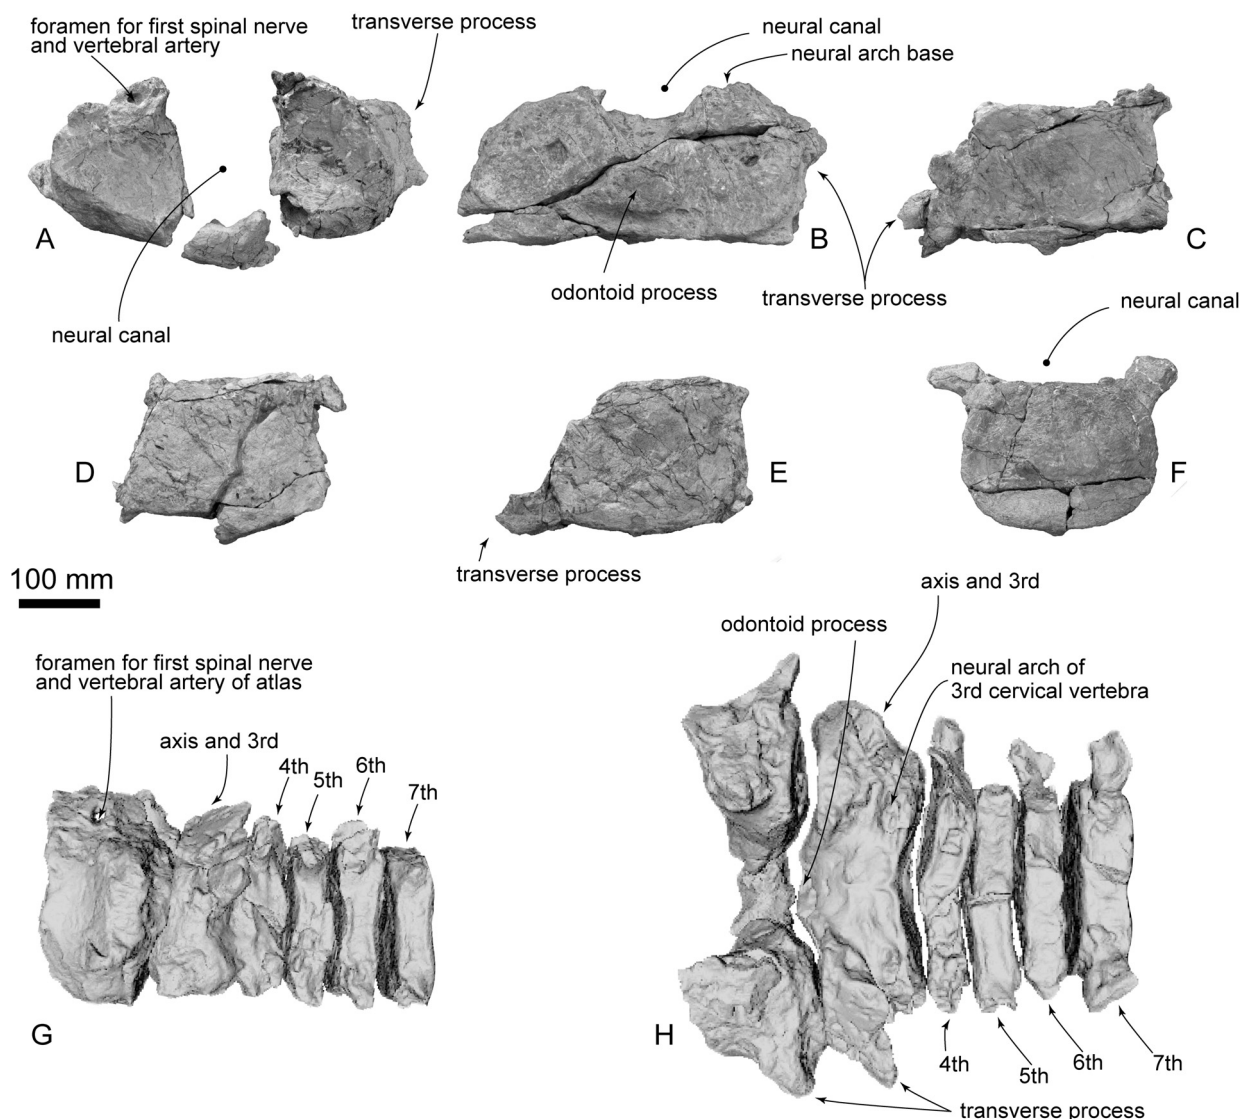 foramen for first spinal nerve
and vertebral artery
transverse process
neural canal
neural arch base
A
B
C
neural canal
odontoid process
transverse process
neural canal
D
E
F
transverse process
100 mm
foramen for first spinal nerve
and vertebral artery of atlas
axis and 3rd
4th
5th
6th
7th
G
axis and 3rd
odontoid process
neural arch of
3rd cervical vertebra
H
4th
5th
6th
7th
transverse process